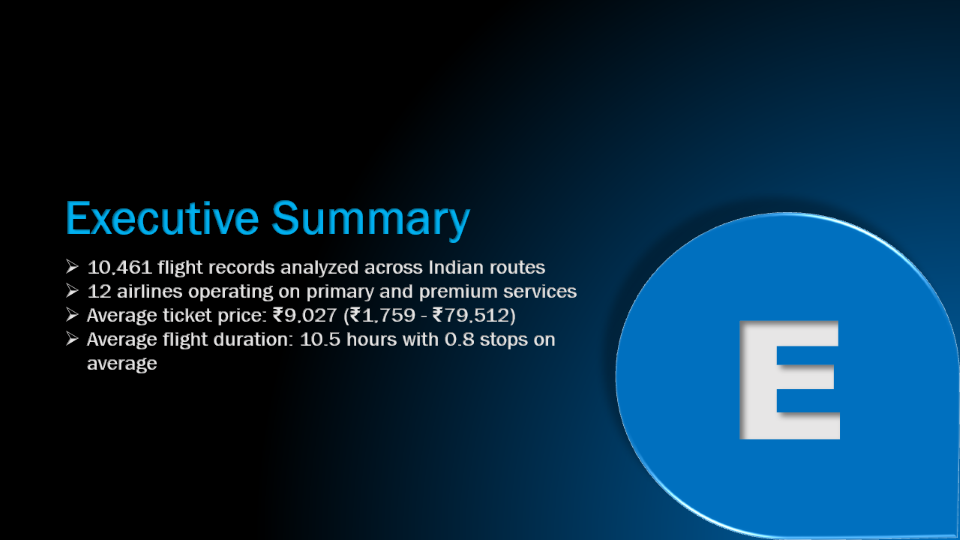 Executive Summary
➢ 10,461 flight records analyzed across Indian routes
➢ 12 airlines operating on primary and premium services
➢ Average ticket price: ₹9,027 (₹1,759 - ₹79,512)
➢ Average flight duration: 10.5 hours with 0.8 stops on
average
E